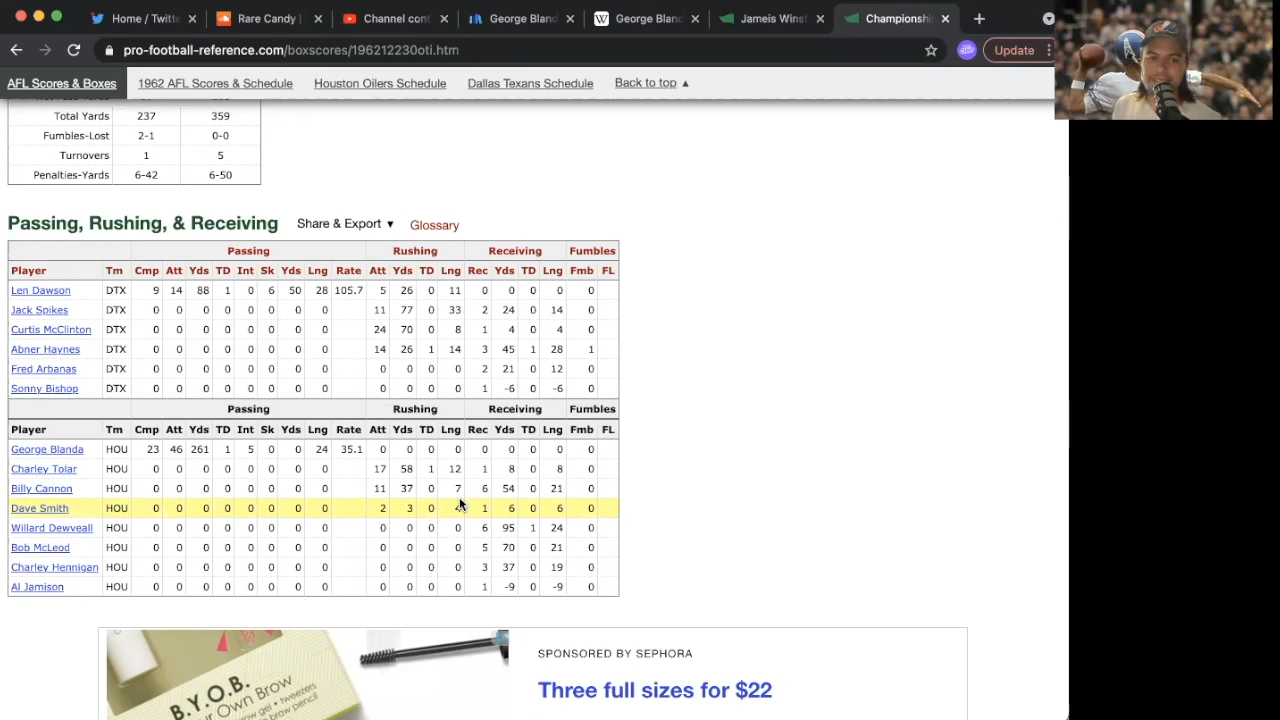 Home / Twitte
Rare Candy
Channel cont
George Bland
George Bland
Jameis Winst
Championshi
pro-football-reference.com/boxscores/196212230oti.htm
Update
AFL Scores & Boxes
1962 AFL Scores & Schedule
Houston Oilers Schedule
Dallas Texans Schedule
Back to top ▲
Total Yards 237 359
Fumbles-Lost 2-1 0-0
Turnovers 1 5
Penalties-Yards 6-42 6-50
Passing, Rushing, & Receiving
Share & Export ▼
Glossary
Passing Rushing Receiving Fumbles
Player Tm Cmp Att Yds TD Int Sk Yds Lng Rate Att Yds TD Lng Rec Yds TD Lng Fmb FL
Len Dawson DTX 9 14 88 1 0 6 50 28 105.7 5 26 0 11 0 0 0 0 0
Jack Spikes DTX 0 0 0 0 0 0 0 0 11 77 0 33 2 24 0 14 0
Curtis McClinton DTX 0 0 0 0 0 0 0 0 24 70 0 8 1 4 0 4 0
Abner Haynes DTX 0 0 0 0 0 0 0 0 14 26 1 14 3 45 1 28 1
Fred Arbanas DTX 0 0 0 0 0 0 0 0 0 0 0 0 2 21 0 12 0
Sonny Bishop DTX 0 0 0 0 0 0 0 0 0 0 0 0 1 -6 0 -6 0
Passing Rushing Receiving Fumbles
Player Tm Cmp Att Yds TD Int Sk Yds Lng Rate Att Yds TD Lng Rec Yds TD Lng Fmb FL
George Blanda HOU 23 46 261 1 5 0 0 24 35.1 0 0 0 0 0 0 0 0 0
Charley Tolar HOU 0 0 0 0 0 0 0 0 17 58 1 12 1 8 0 8 0
Billy Cannon HOU 0 0 0 0 0 0 0 0 11 37 0 7 6 54 0 21 0
Dave Smith HOU 0 0 0 0 0 0 0 0 2 3 0 1 6 0 6 0
Willard Dewveall HOU 0 0 0 0 0 0 0 0 0 0 0 0 6 95 1 24 0
Bob McLeod HOU 0 0 0 0 0 0 0 0 0 0 0 0 5 70 0 21 0
Charley Hennigan HOU 0 0 0 0 0 0 0 0 0 0 0 0 3 37 0 19 0
Al Jamison HOU 0 0 0 0 0 0 0 0 0 0 0 0 1 -9 0 -9 0
B.Y.O.B.
our Own Brow
SPONSORED BY SEPHORA
Three full sizes for $22